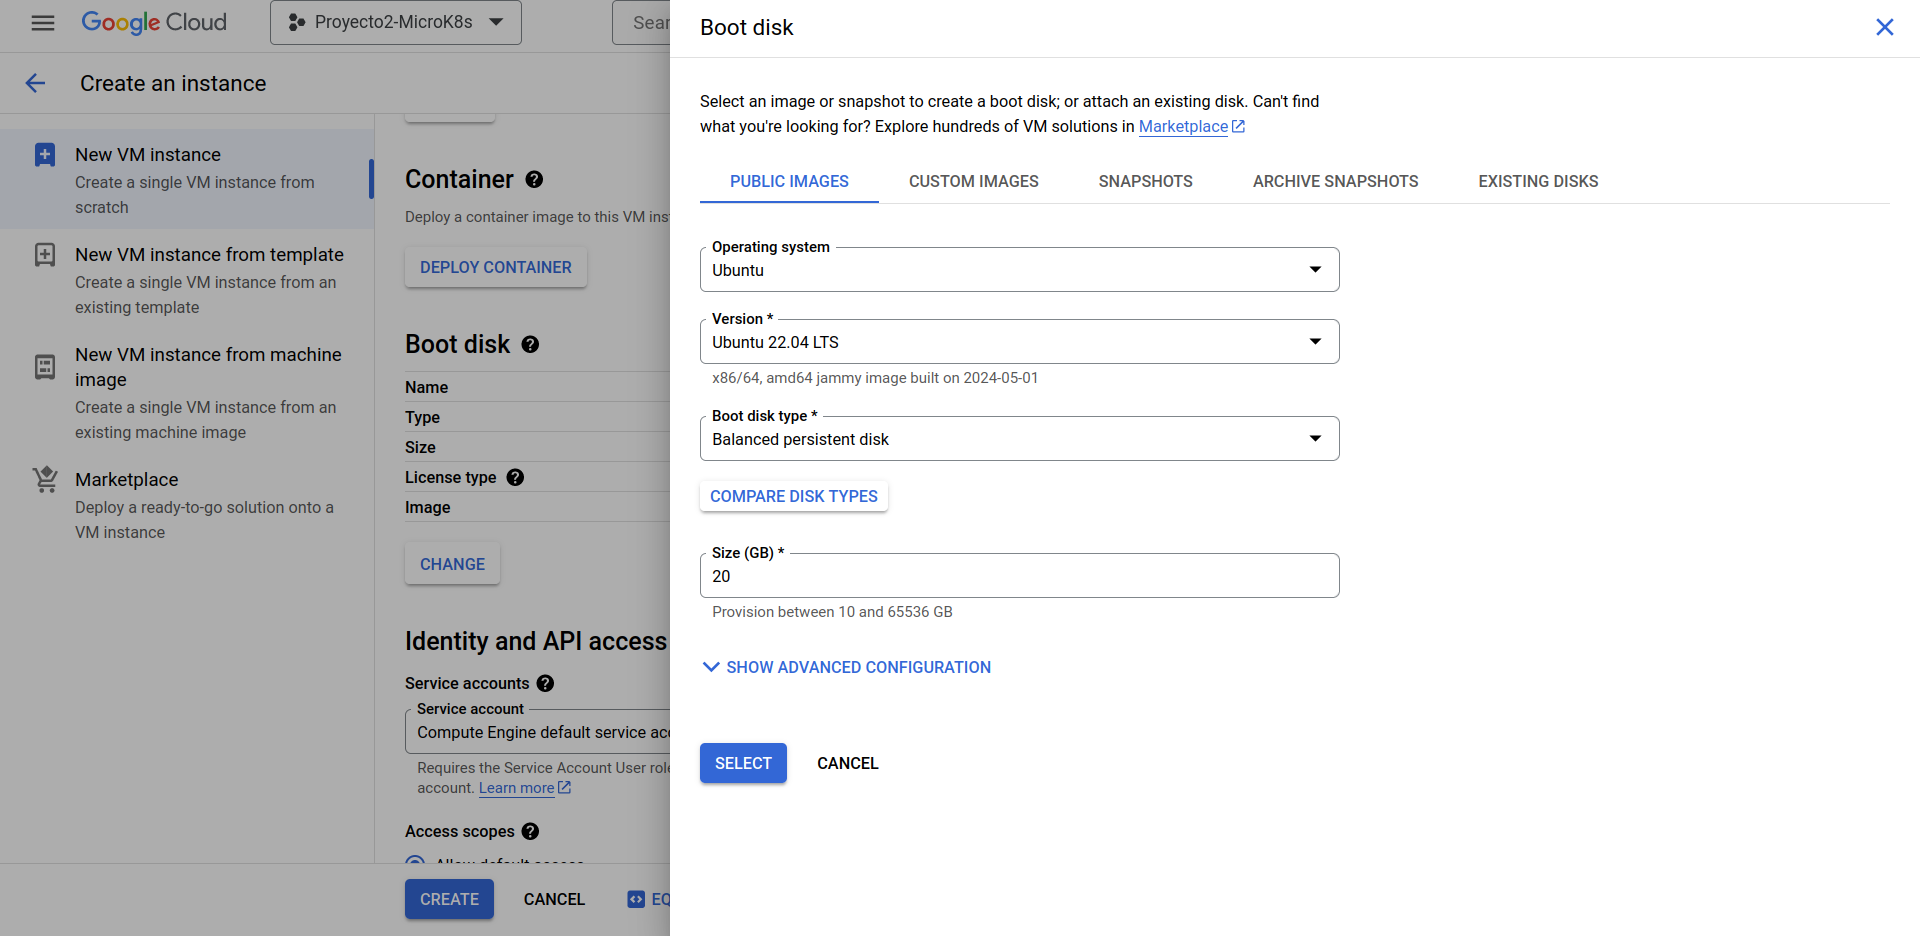 Google Cloud
Proyecto2-MicroK8s
Sear
Create an instance
New VM instance
Create a single VM instance from
scratch
New VM instance from template
Create a single VM instance from an
existing template
New VM instance from machine
image
Create a single VM instance from an
existing machine image
Marketplace
Deploy a ready-to-go solution onto a
VM instance
Container
Deploy a container image to this VM ins
DEPLOY CONTAINER
Boot disk
Name
Type
Size
License type
Image
CHANGE
Identity and API access
Service accounts
Service account
Compute Engine default service acc
Requires the Service Account User role
account. Learn more
Access scopes
Allow default access
CREATE
CANCEL
EQ
Boot disk
Select an image or snapshot to create a boot disk; or attach an existing disk. Can't find
what you're looking for? Explore hundreds of VM solutions in Marketplace
PUBLIC IMAGES
CUSTOM IMAGES
SNAPSHOTS
ARCHIVE SNAPSHOTS
EXISTING DISKS
Operating system
Ubuntu
Version *
Ubuntu 22.04 LTS
x86/64, amd64 jammy image built on 2024-05-01
Boot disk type *
Balanced persistent disk
COMPARE DISK TYPES
Size (GB) *
20
Provision between 10 and 65536 GB
SHOW ADVANCED CONFIGURATION
SELECT
CANCEL